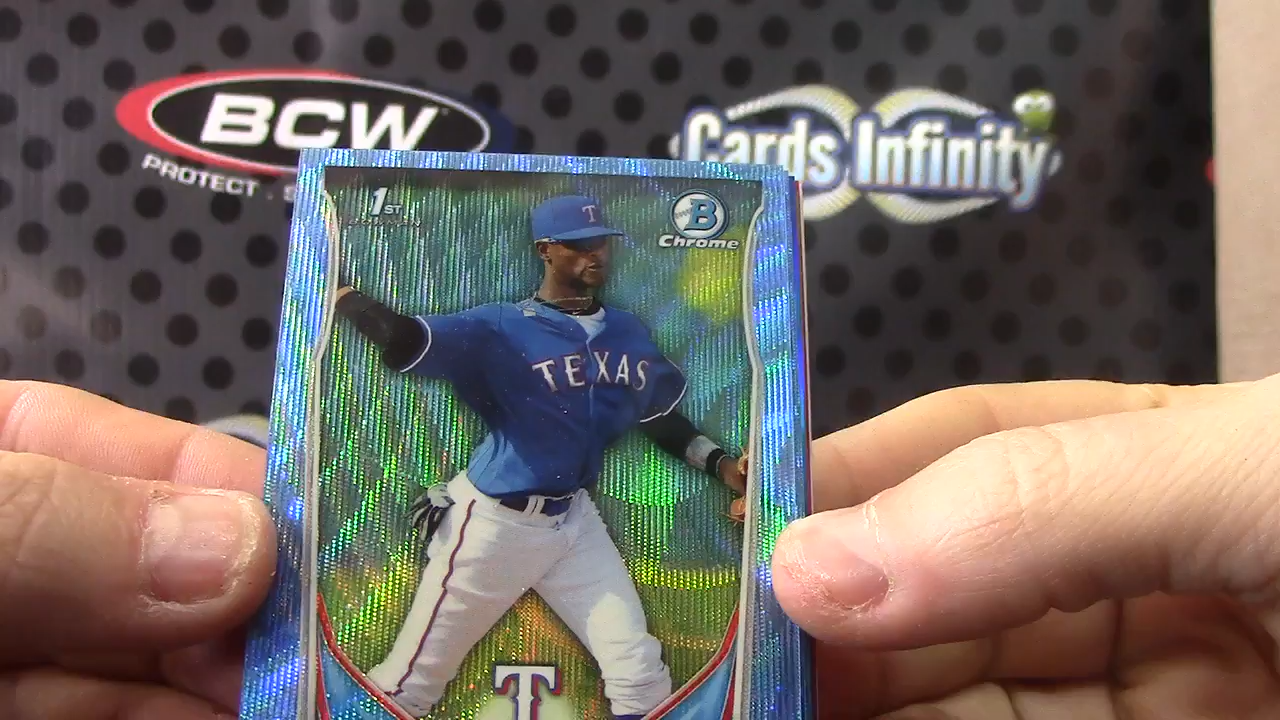 BCW
PROTECT . S
Cards Infinity
1ST
B
Chrome
T
TEXAS
T